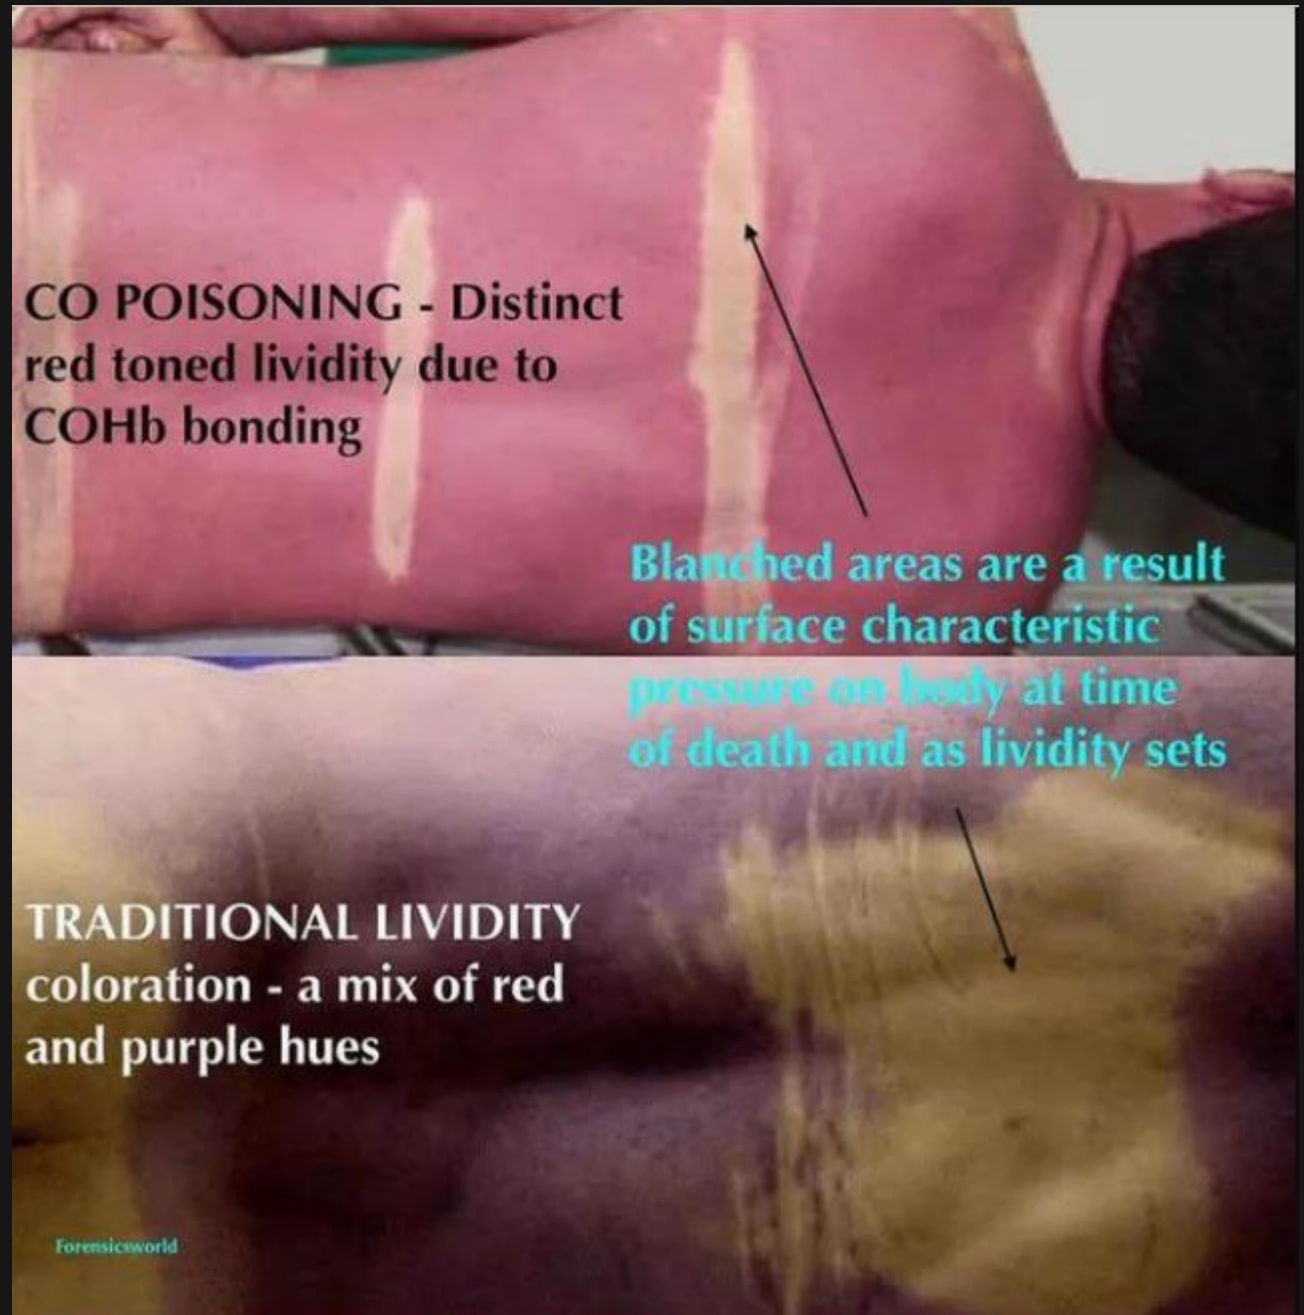 CO POISONING - Distinct
red toned lividity due to
COHb bonding
Blanched areas are a result
of surface characteristic
pressure on body at time
of death and as lividity sets
TRADITIONAL LIVIDITY
coloration - a mix of red
and purple hues
Forensicsworld